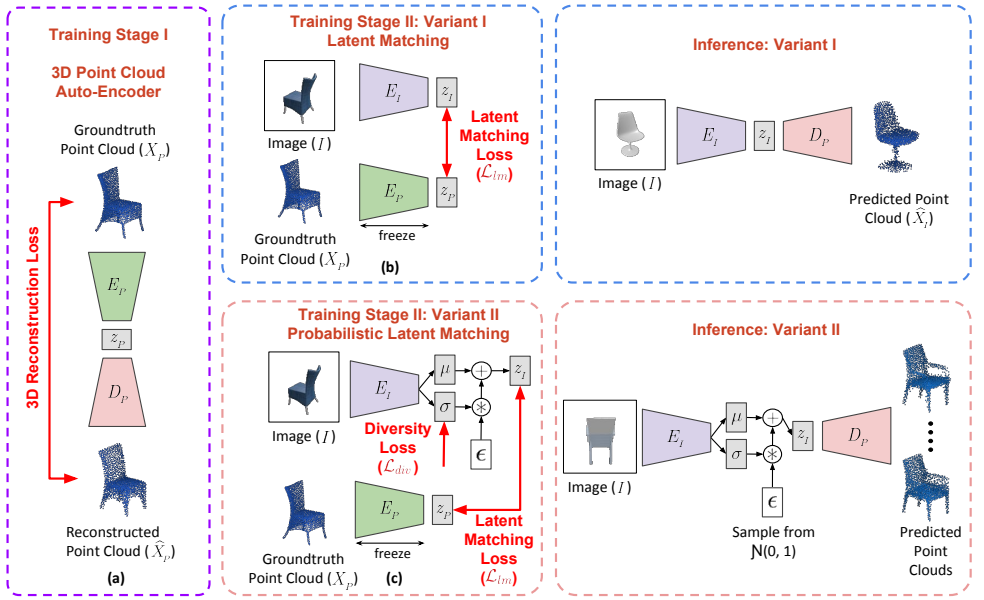 Training Stage I
3D Point Cloud
Auto-Encoder
Groundtruth
Point Cloud (X_P)
3D Reconstruction Loss
E_P
z_P
D_P
Reconstructed
Point Cloud (X̂_P)
(a)
Training Stage II: Variant I
Latent Matching
E_I
z_I
Image (I)
Latent
Matching
Loss
(ℒ_lm)
E_P
z_P
freeze
Groundtruth
Point Cloud (X_P)
(b)
Inference: Variant I
E_I
z_I
D_P
Image (I)
Predicted Point
Cloud (X̂_I)
Training Stage II: Variant II
Probabilistic Latent Matching
E_I
μ
+
z_I
σ
*
Image (I)
Diversity
Loss
(ℒ_div)
ϵ
E_P
z_P
freeze
Latent
Matching
Loss
(ℒ_lm)
Groundtruth
Point Cloud (X_P)
(c)
Inference: Variant II
E_I
μ
+
z_I
D_P
σ
*
Image (I)
ϵ
Sample from
N(0, 1)
Predicted
Point
Clouds